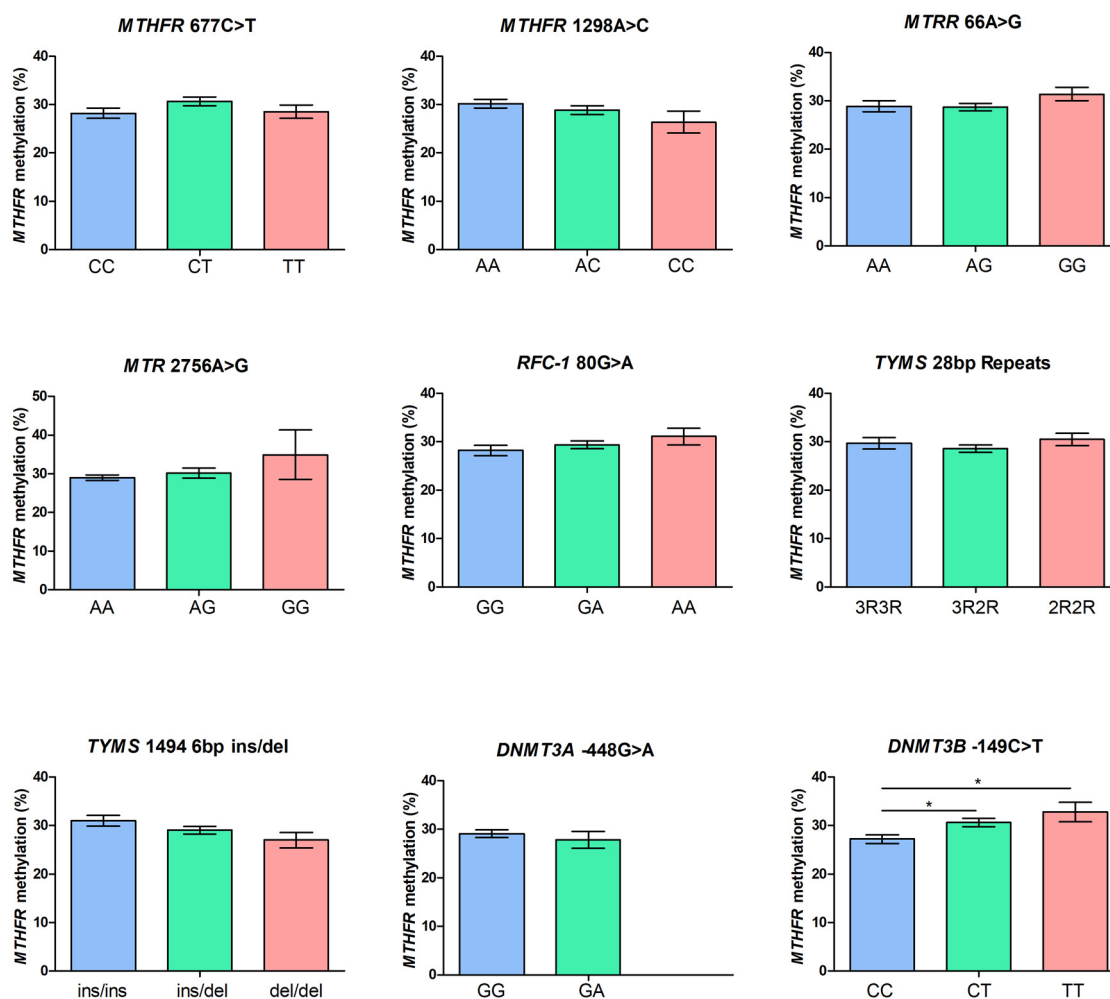 MTHFR 677C>T
MTHFR methylation (%)
40
30
20
10
0
CC CT TT
MTHFR 1298A>C
MTHFR methylation (%)
40
30
20
10
0
AA AC CC
MTRR 66A>G
MTHFR methylation (%)
40
30
20
10
0
AA AG GG
MTR 2756A>G
MTHFR methylation (%)
50
40
30
20
10
0
AA AG GG
RFC-1 80G>A
MTHFR methylation (%)
40
30
20
10
0
GG GA AA
TYMS 28bp Repeats
MTHFR methylation (%)
40
30
20
10
0
3R3R 3R2R 2R2R
TYMS 1494 6bp ins/del
MTHFR methylation (%)
40
30
20
10
0
ins/ins ins/del del/del
DNMT3A -448G>A
MTHFR methylation (%)
40
30
20
10
0
GG GA
DNMT3B -149C>T
MTHFR methylation (%)
40
30
20
10
0
*
*
CC CT TT